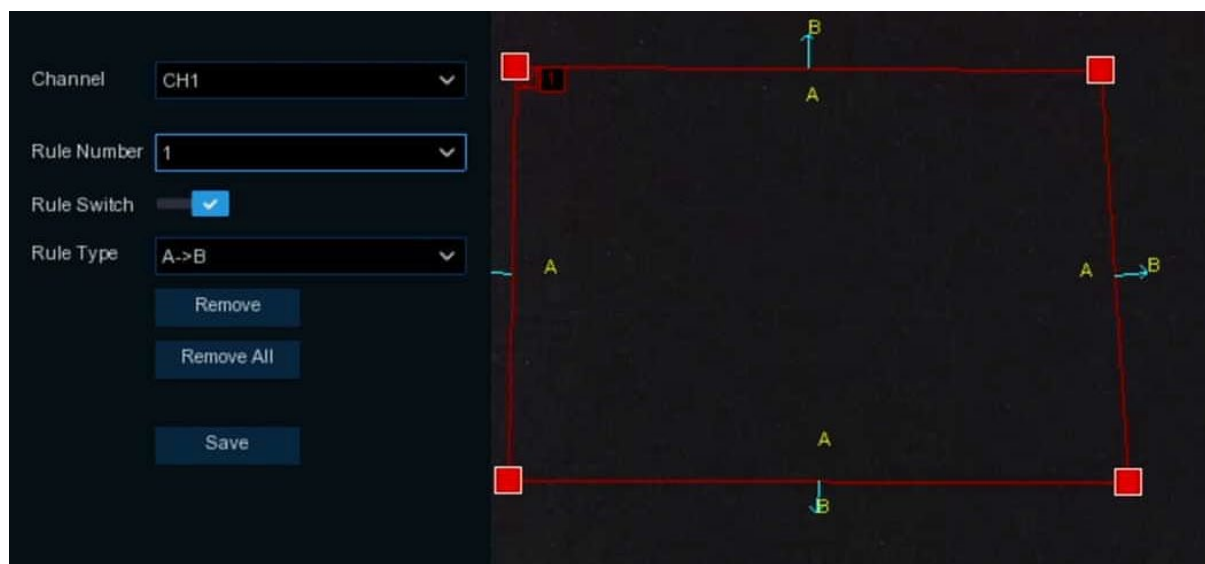 Channel
CH1
Rule Number
1
Rule Switch
Rule Type
A->B
Remove
Remove All
Save
B
1
A
A
A
B
A
B